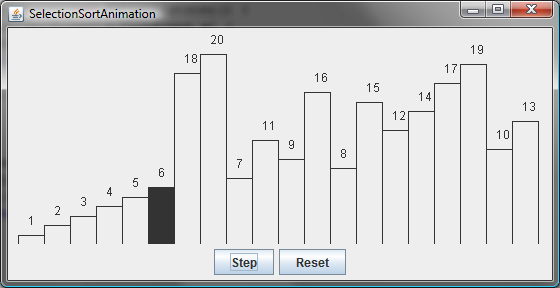 SelectionSortAnimation
1 2 3 4 5 6 18 20 7 11 9 16 8 15 12 14 17 19 10 13
Step Reset